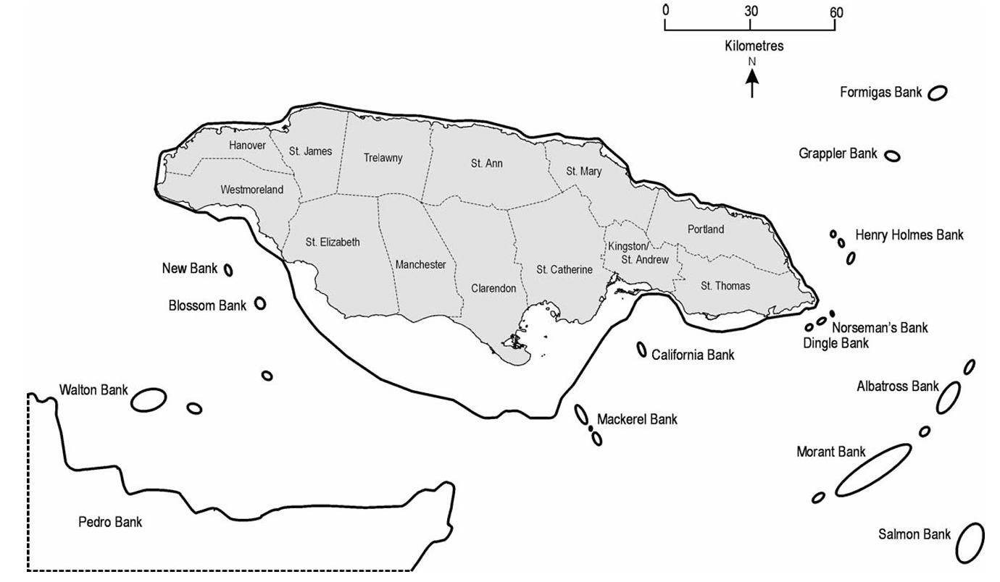 0 30 60
Kilometres
N
Formigas Bank
Grappler Bank
Hanover
St. James
Trelawny
St. Ann
St. Mary
Westmoreland
Portland
Henry Holmes Bank
St. Elizabeth
Kingston/
St. Andrew
New Bank
Manchester
St. Catherine
Clarendon
St. Thomas
Blossom Bank
Norseman's Bank
Dingle Bank
California Bank
Walton Bank
Albatross Bank
Mackerel Bank
Morant Bank
Pedro Bank
Salmon Bank